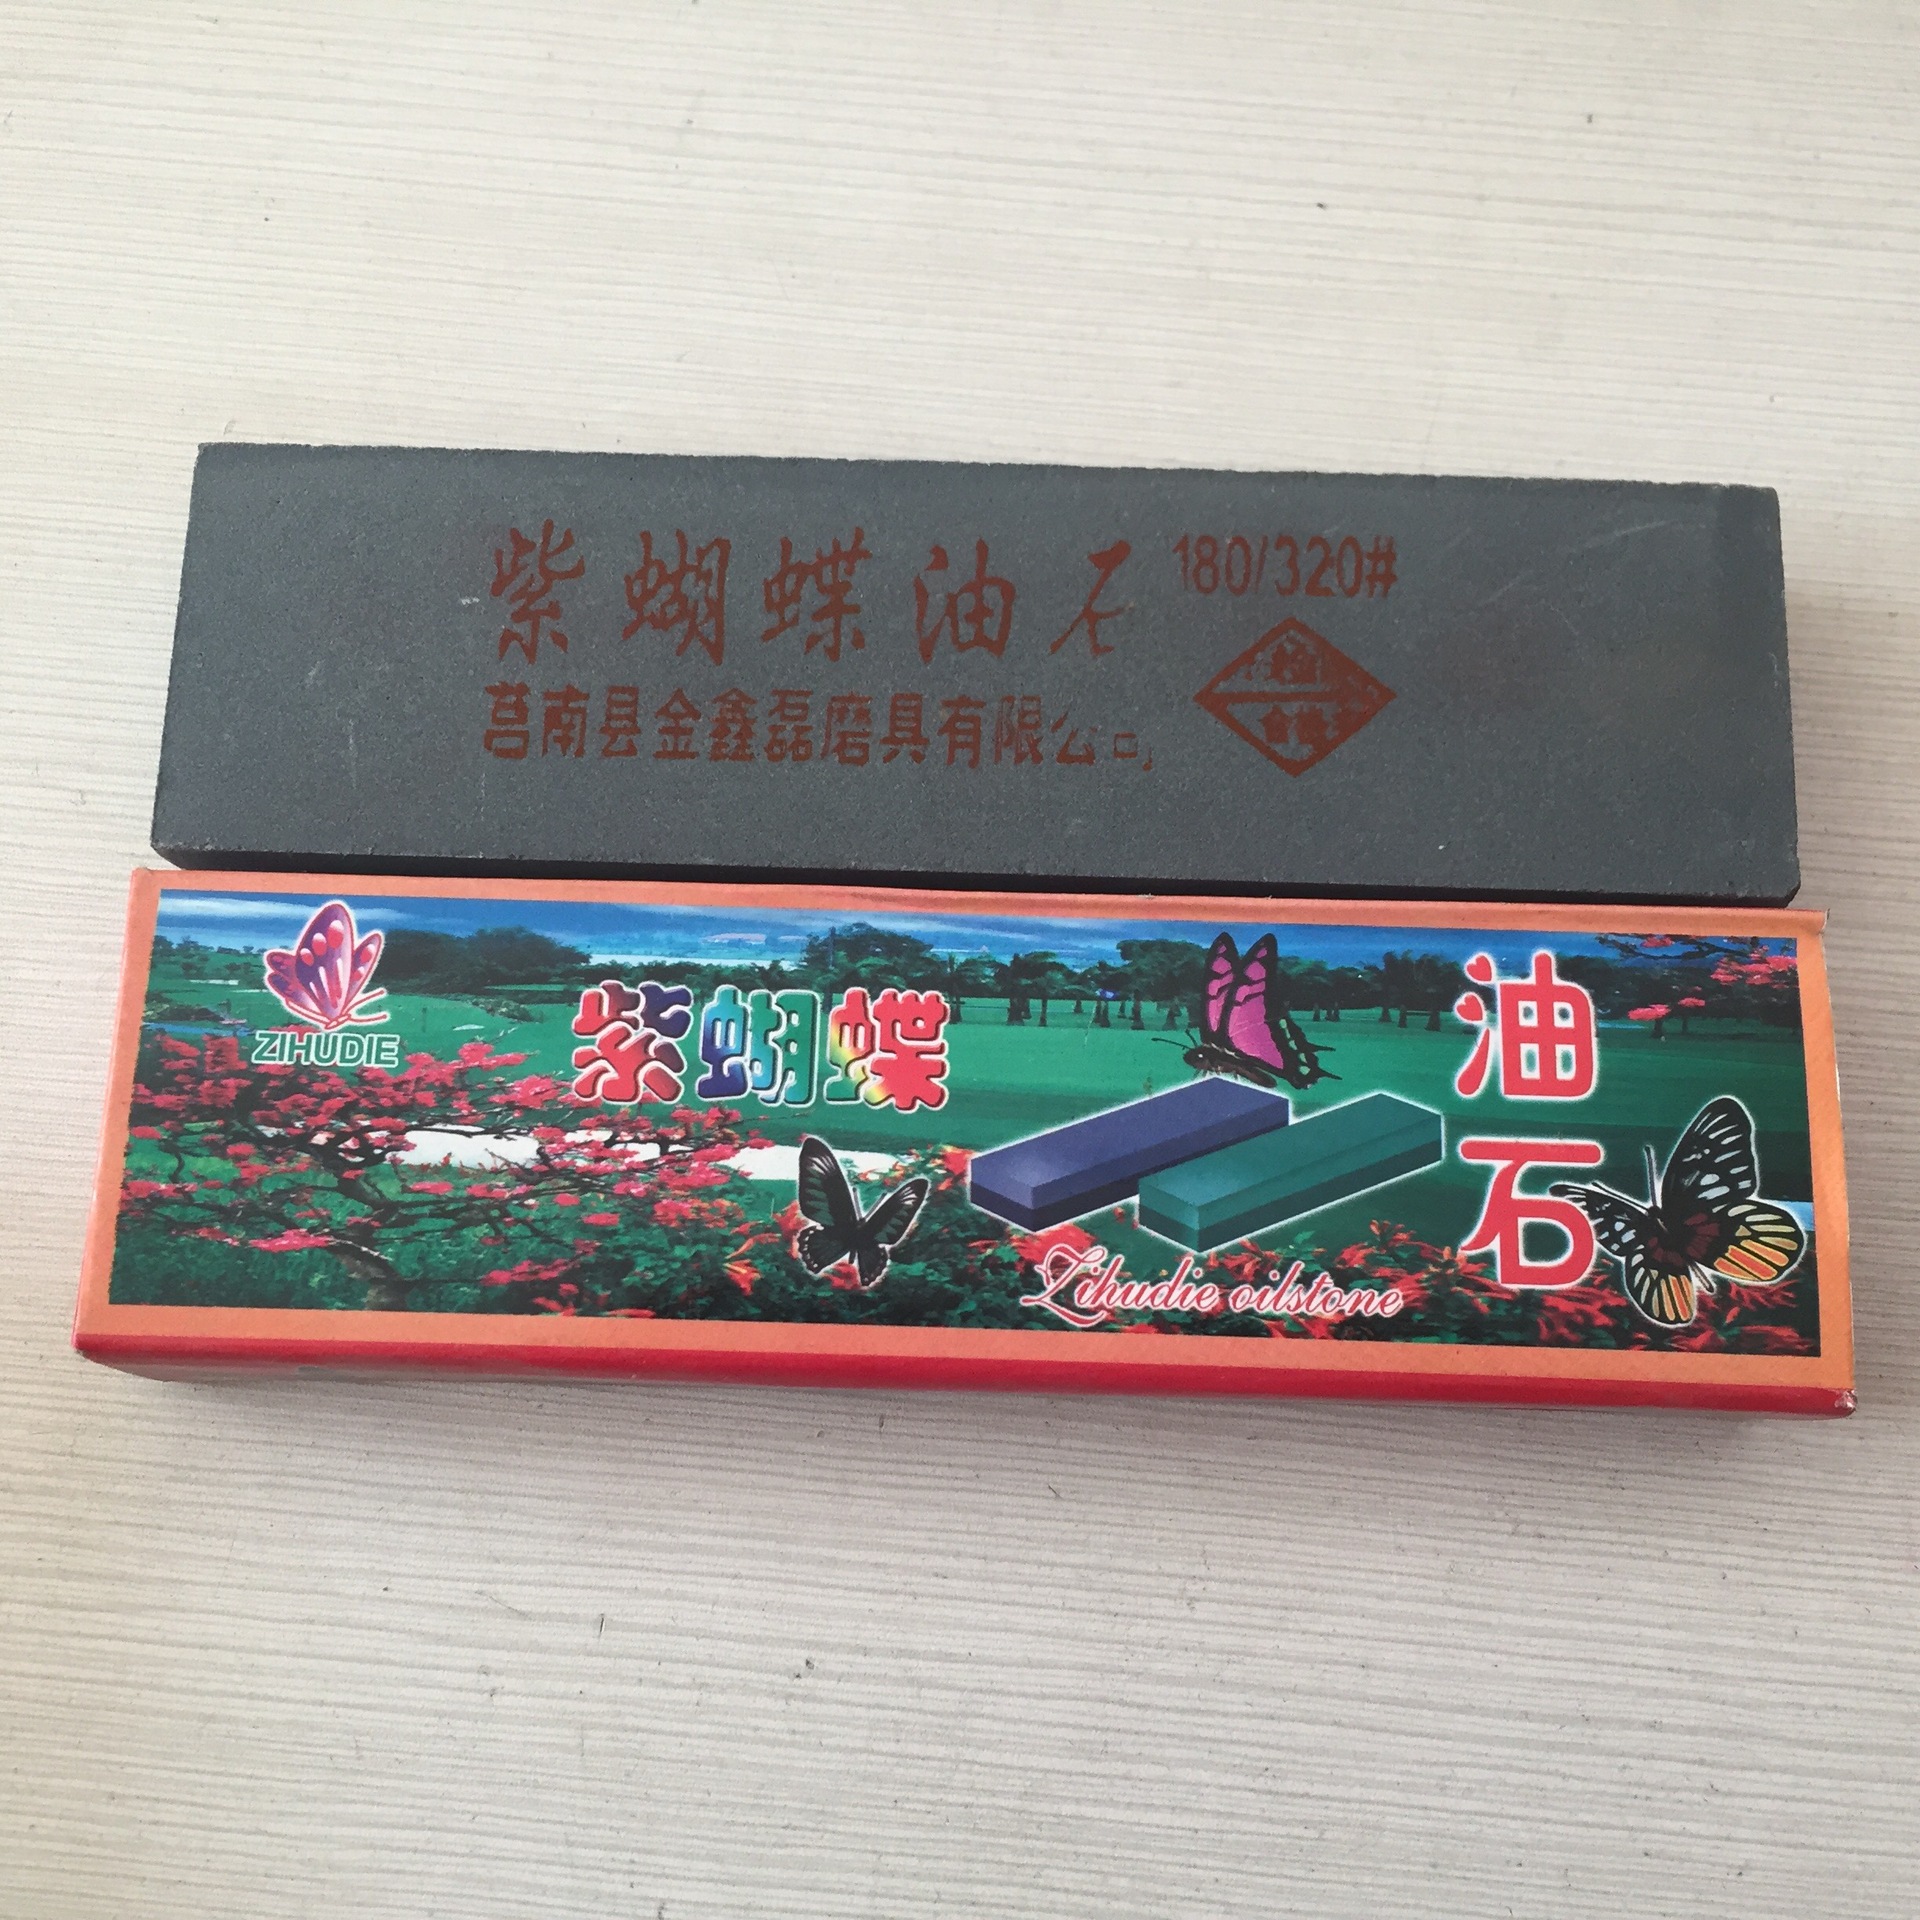 紫蝴蝶油石 180/320#
莒南县金鑫磊磨具有限公司
ZIHUDIE
紫蝴蝶
油石
Zihudie oilstone